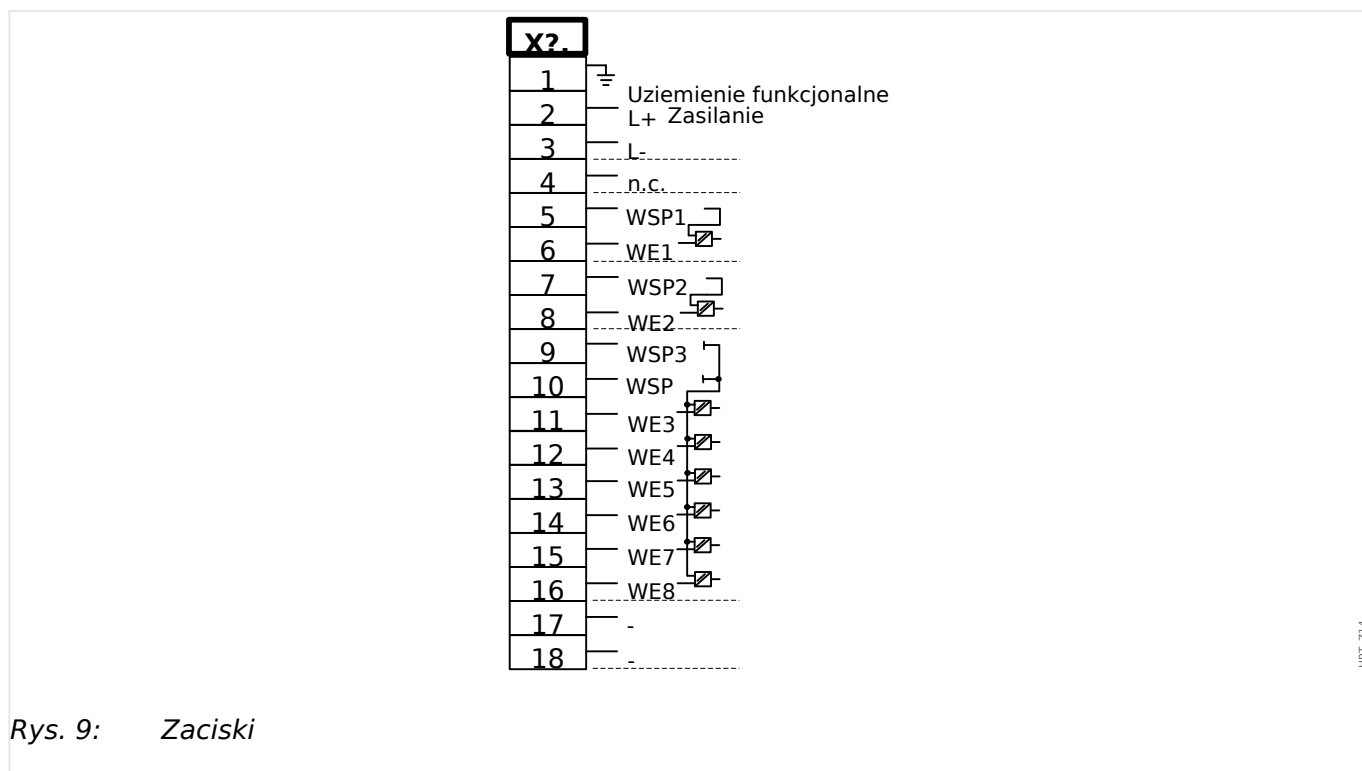 X?.
1
Uziemienie funkcjonalne
2 L+ Zasilanie
3 L-
4 n.c.
5 WSP1
6 WE1
7 WSP2
8 WE2
9 WSP3
10 WSP
11 WE3
12 WE4
13 WE5
14 WE6
15 WE7
16 WE8
17 -
18 -
Rys. 9: Zaciski